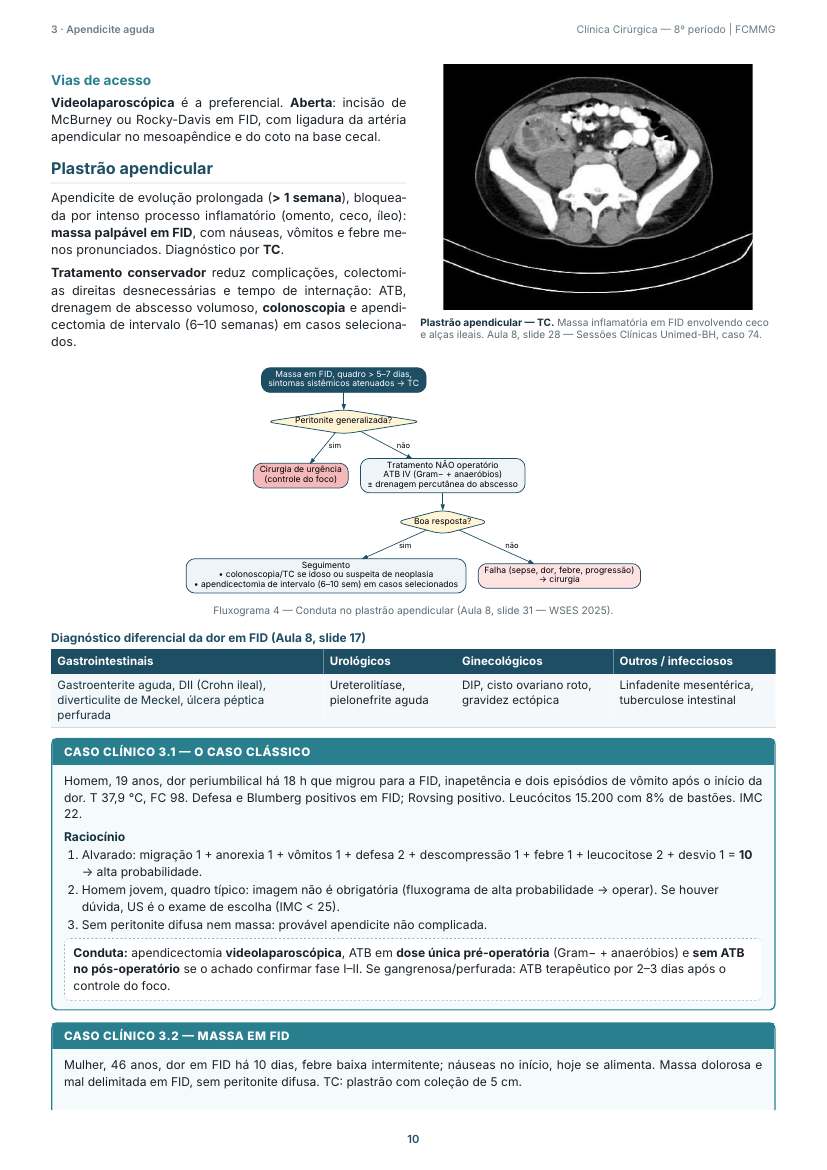 3 · Apendicite aguda
Clínica Cirúrgica — 8º período | FCMMG
Vias de acesso
Videolaparoscópica é a preferencial. Aberta: incisão de
McBurney ou Rocky-Davis em FID, com ligadura da artéria
apendicular no mesoapêndice e do coto na base cecal.
Plastrão apendicular
Apendicite de evolução prolongada (> 1 semana), bloquea-
da por intenso processo inflamatório (omento, ceco, íleo):
massa palpável em FID, com náuseas, vômitos e febre me-
nos pronunciados. Diagnóstico por TC.
Tratamento conservador reduz complicações, colectomi-
as direitas desnecessárias e tempo de internação: ATB,
drenagem de abscesso volumoso, colonoscopia e apendi-
cectomia de intervalo (6–10 semanas) em casos seleciona-
dos.
Plastrão apendicular — TC. Massa inflamatória em FID envolvendo ceco
e alças ileais. Aula 8, slide 28 — Sessões Clínicas Unimed-BH, caso 74.
Massa em FID, quadro > 5–7 dias,
sintomas sistêmicos atenuados → TC
Peritonite generalizada?
sim
não
Cirurgia de urgência
(controle do foco)
Tratamento NÃO operatório
ATB IV (Gram− + anaeróbios)
± drenagem percutânea do abscesso
Boa resposta?
sim
não
Seguimento
• colonoscopia/TC se idoso ou suspeita de neoplasia
• apendicectomia de intervalo (6–10 sem) em casos selecionados
Falha (sepse, dor, febre, progressão)
→ cirurgia
Fluxograma 4 — Conduta no plastrão apendicular (Aula 8, slide 31 — WSES 2025).
Diagnóstico diferencial da dor em FID (Aula 8, slide 17)
Gastrointestinais Urológicos Ginecológicos Outros / infecciosos
Gastroenterite aguda, DII (Crohn ileal), Ureterolitíase, DIP, cisto ovariano roto, Linfadenite mesentérica,
diverticulite de Meckel, úlcera péptica pielonefrite aguda gravidez ectópica tuberculose intestinal
perfurada
CASO CLÍNICO 3.1 — O CASO CLÁSSICO
Homem, 19 anos, dor periumbilical há 18 h que migrou para a FID, inapetência e dois episódios de vômito após o início da
dor. T 37,9 °C, FC 98. Defesa e Blumberg positivos em FID; Rovsing positivo. Leucócitos 15.200 com 8% de bastões. IMC
22.
Raciocínio
1. Alvarado: migração 1 + anorexia 1 + vômitos 1 + defesa 2 + descompressão 1 + febre 1 + leucocitose 2 + desvio 1 = 10
→ alta probabilidade.
2. Homem jovem, quadro típico: imagem não é obrigatória (fluxograma de alta probabilidade → operar). Se houver
dúvida, US é o exame de escolha (IMC < 25).
3. Sem peritonite difusa nem massa: provável apendicite não complicada.
Conduta: apendicectomia videolaparoscópica, ATB em dose única pré-operatória (Gram− + anaeróbios) e sem ATB
no pós-operatório se o achado confirmar fase I–II. Se gangrenosa/perfurada: ATB terapêutico por 2–3 dias após o
controle do foco.
CASO CLÍNICO 3.2 — MASSA EM FID
Mulher, 46 anos, dor em FID há 10 dias, febre baixa intermitente; náuseas no início, hoje se alimenta. Massa dolorosa e
mal delimitada em FID, sem peritonite difusa. TC: plastrão com coleção de 5 cm.
10